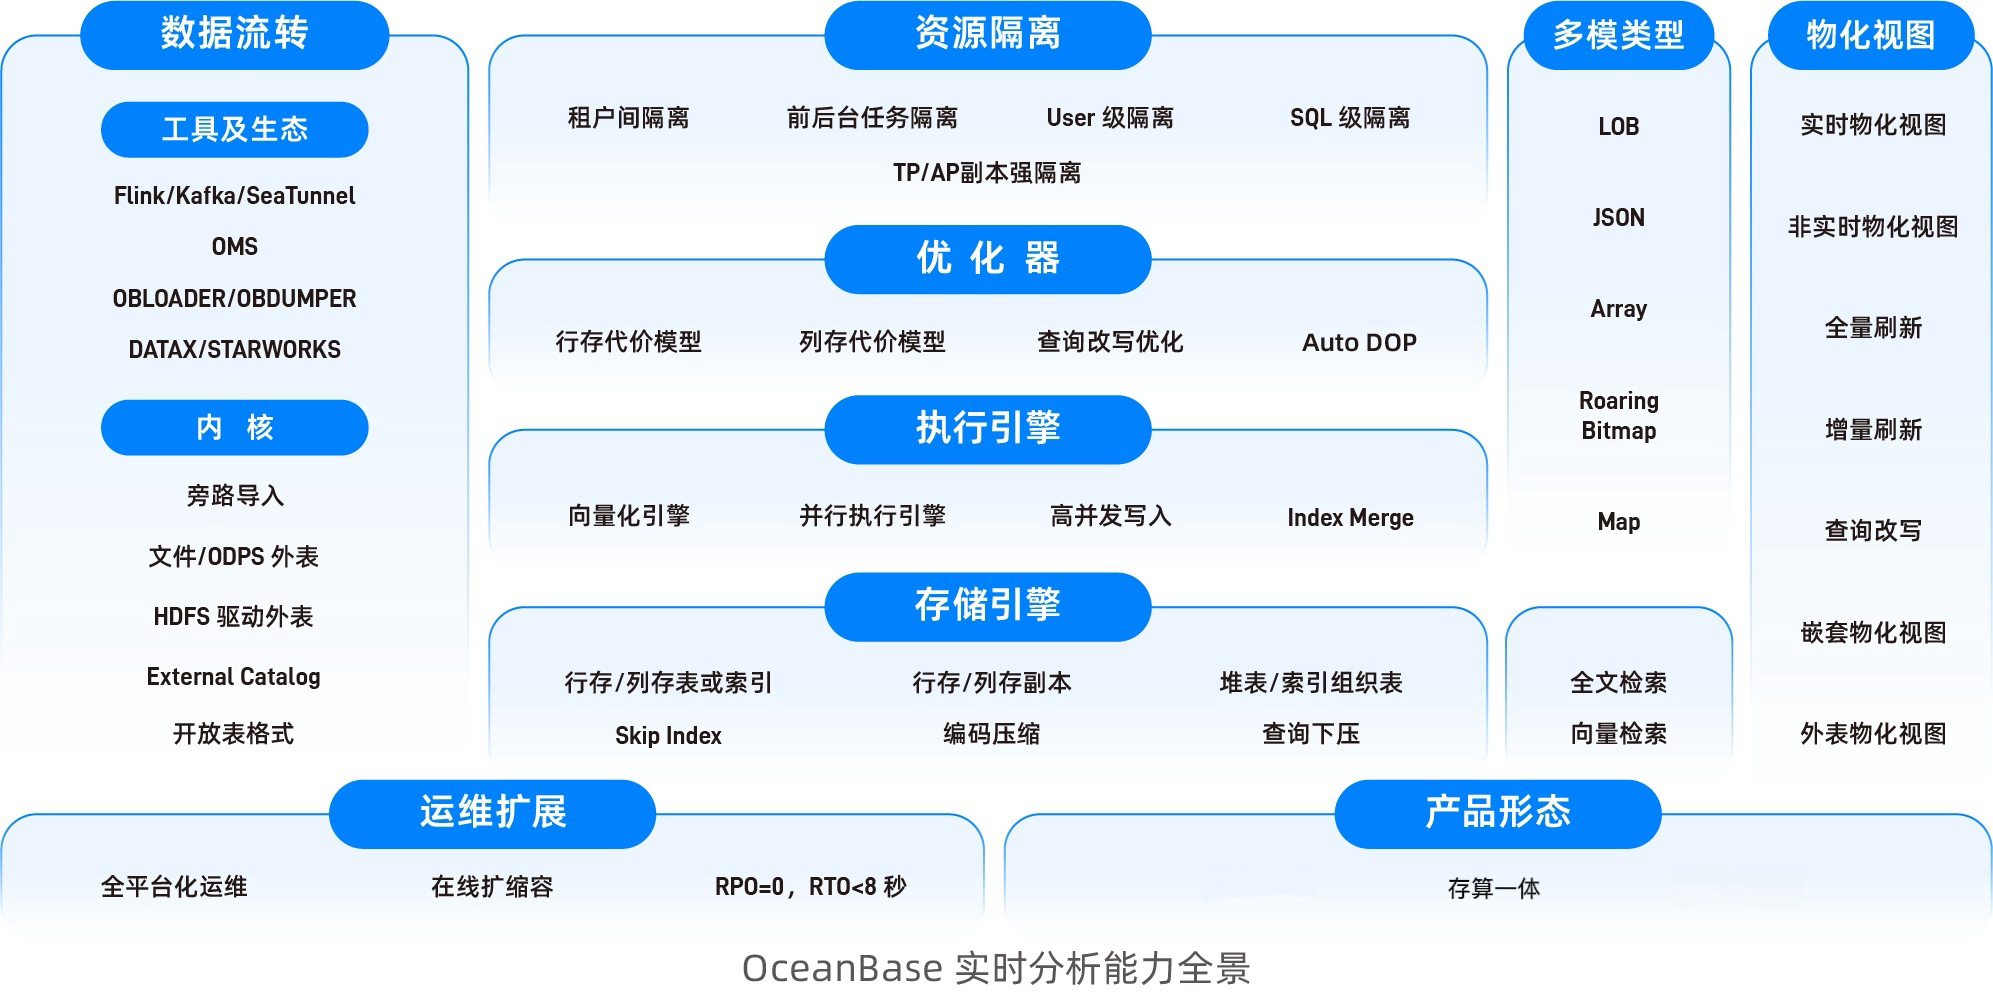 数据流转
工具及生态
Flink/Kafka/SeaTunnel
OMS
OBLOADER/OBDUMPER
DATAX/STARWORKS
内 核
旁路导入
文件/ODPS 外表
HDFS 驱动外表
External Catalog
开放表格式
资源隔离
租户间隔离
前后台任务隔离
User 级隔离
SQL 级隔离
TP/AP副本强隔离
优 化 器
行存代价模型
列存代价模型
查询改写优化
Auto DOP
执行引擎
向量化引擎
并行执行引擎
高并发写入
Index Merge
存储引擎
行存/列存表或索引
行存/列存副本
堆表/索引组织表
Skip Index
编码压缩
查询下压
多模类型
LOB
JSON
Array
Roaring
Bitmap
Map
全文检索
向量检索
物化视图
实时物化视图
非实时物化视图
全量刷新
增量刷新
查询改写
嵌套物化视图
外表物化视图
运维扩展
全平台化运维
在线扩缩容
RPO=0，RTO<8 秒
产品形态
存算一体
OceanBase 实时分析能力全景